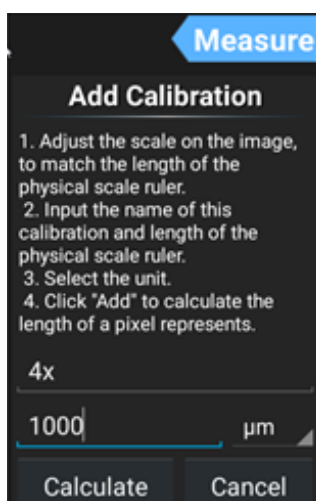 Measure
Add Calibration
1. Adjust the scale on the image,
to match the length of the
physical scale ruler.
2. Input the name of this
calibration and length of the
physical scale ruler.
3. Select the unit.
4. Click "Add" to calculate the
length of a pixel represents.
4x
1000 μm
Calculate Cancel